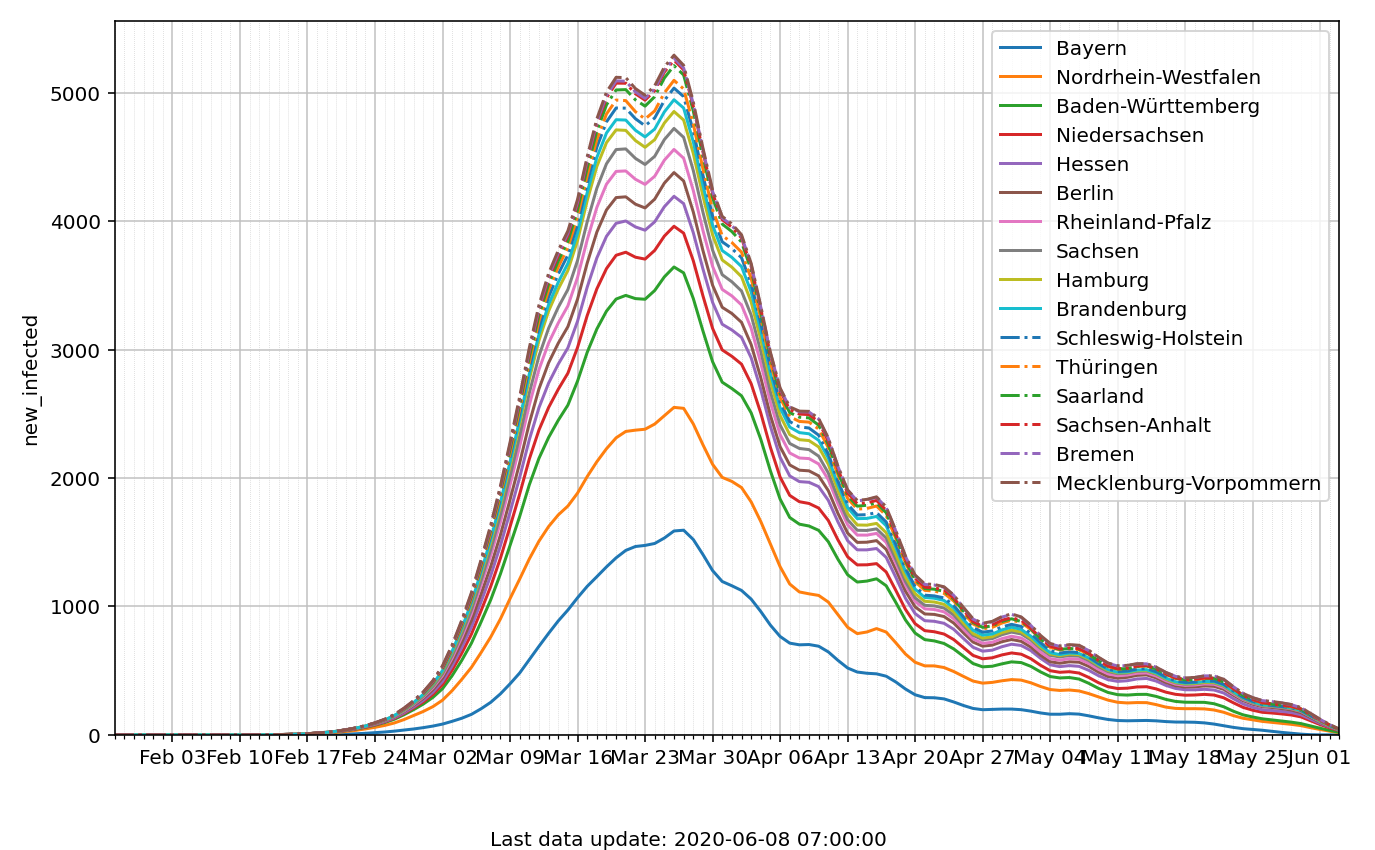 new_infected
5000
4000
3000
2000
1000
0
Bayern
Nordrhein-Westfalen
Baden-Württemberg
Niedersachsen
Hessen
Berlin
Rheinland-Pfalz
Sachsen
Hamburg
Brandenburg
Schleswig-Holstein
Thüringen
Saarland
Sachsen-Anhalt
Bremen
Mecklenburg-Vorpommern
Feb 03 Feb 10 Feb 17 Feb 24 Mar 02 Mar 09 Mar 16 Mar 23 Mar 30 Apr 06 Apr 13 Apr 20 Apr 27 May 04 May 11 May 18 May 25 Jun 01
Last data update: 2020-06-08 07:00:00